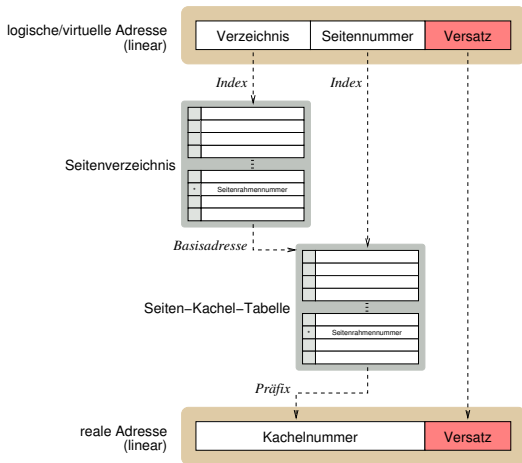 logische/virtuelle Adresse
(linear)
Verzeichnis
Seitennummer
Versatz
Index
Index
Seitenverzeichnis
*
Seitenrahmennummer
Basisadresse
Seiten−Kachel−Tabelle
*
Seitenrahmennummer
Präfix
reale Adresse
(linear)
Kachelnummer
Versatz